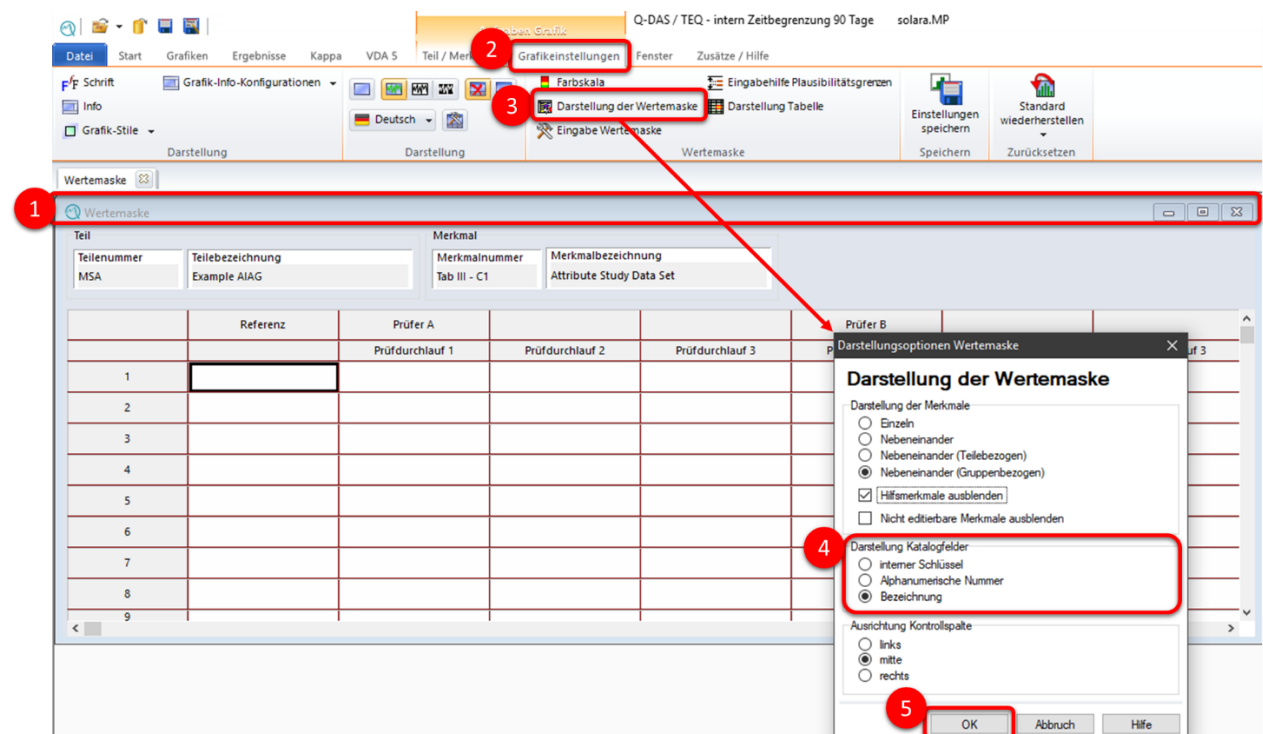 Aufgaben Grafik
Q-DAS / TEQ - intern Zeitbegrenzung 90 Tage solara.MP
Datei Start Grafiken Ergebnisse Kappa VDA 5 Teil / Mer 2 Grafikeinstellungen Fenster Zusätze / Hilfe
Schrift Grafik-Info-Konfigurationen Farbskala Eingabehilfe Plausibilitätsgrenzen
Info 3 Darstellung der Wertemaske Darstellung Tabelle
Grafik-Stile Deutsch Eingabe Wertemaske
Einstellungen speichern
Standard wiederherstellen
Darstellung Darstellung Wertemaske Speichern Zurücksetzen
Wertemaske
1 Wertemaske
Teil Merkmal
Teilenummer Teilebezeichnung Merkmalnummer Merkmalbezeichnung
MSA Example AIAG Tab III - C1 Attribute Study Data Set
Referenz Prüfer A Prüfer B
Prüfdurchlauf 1 Prüfdurchlauf 2 Prüfdurchlauf 3 P uf 3
1
2
3
4
5
6
7
8
9
Darstellungsoptionen Wertemaske
Darstellung der Wertemaske
Darstellung der Merkmale
Einzeln
Nebeneinander
Nebeneinander (Teilebezogen)
Nebeneinander (Gruppenbezogen)
Hilfsmerkmale ausblenden
Nicht editierbare Merkmale ausblenden
4 Darstellung Katalogfelder
interner Schlüssel
Alphanumerische Nummer
Bezeichnung
Ausrichtung Kontrollspalte
links
mitte
rechts
5 OK Abbruch Hilfe